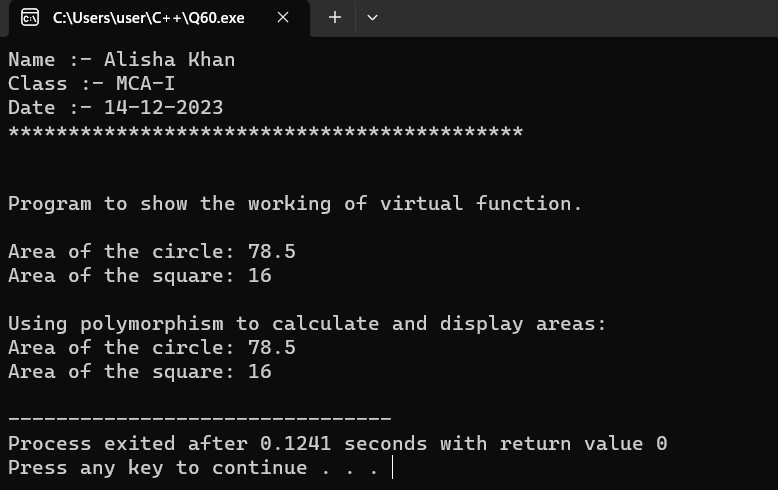 C:\Users\user\C++\Q60.exe
Name :- Alisha Khan
Class :- MCA-I
Date :- 14-12-2023
*******************************************
Program to show the working of virtual function.
Area of the circle: 78.5
Area of the square: 16
Using polymorphism to calculate and display areas:
Area of the circle: 78.5
Area of the square: 16
--------------------------------
Process exited after 0.1241 seconds with return value 0
Press any key to continue . . .